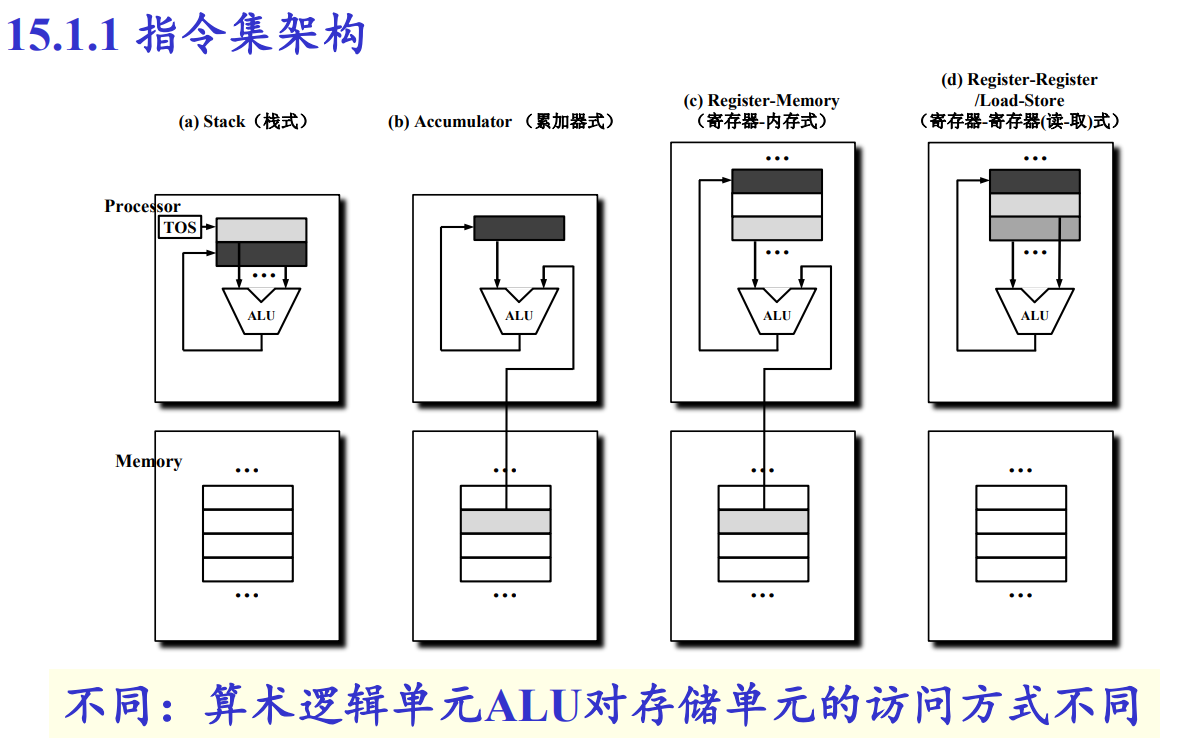 15.1.1 指令集架构
(a) Stack（栈式）
(b) Accumulator （累加器式）
(c) Register-Memory
（寄存器-内存式）
(d) Register-Register
/Load-Store
（寄存器-寄存器(读-取)式）
Processor
TOS
...
ALU
...
ALU
...
...
ALU
...
...
ALU
Memory
...
...
...
...
...
...
...
...
不同：算术逻辑单元ALU对存储单元的访问方式不同